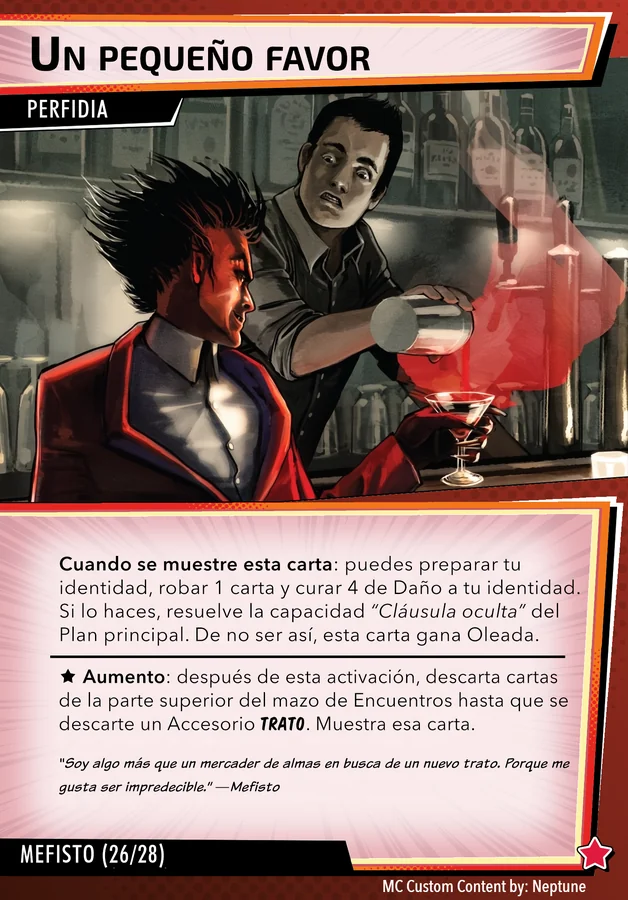 Un pequeño favor
PERFIDIA
Cuando se muestre esta carta: puedes preparar tu
identidad, robar 1 carta y curar 4 de Daño a tu identidad.
Si lo haces, resuelve la capacidad “Cláusula oculta” del
Plan principal. De no ser así, esta carta gana Oleada.
★ Aumento: después de esta activación, descarta cartas
de la parte superior del mazo de Encuentros hasta que se
descarte un Accesorio TRATO. Muestra esa carta.
"Soy algo más que un mercader de almas en busca de un nuevo trato. Porque me
gusta ser impredecible." —Mefisto
MEFISTO (26/28)
MC Custom Content by: Neptune